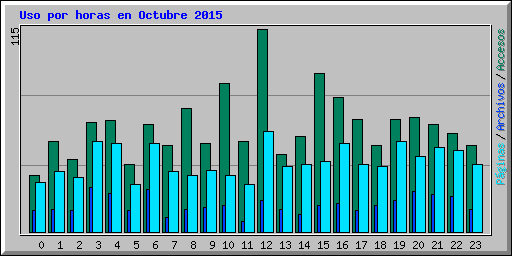 Uso por horas en Octubre 2015
115
Páginas / Archivos / Accesos
0 1 2 3 4 5 6 7 8 9 10 11 12 13 14 15 16 17 18 19 20 21 22 23